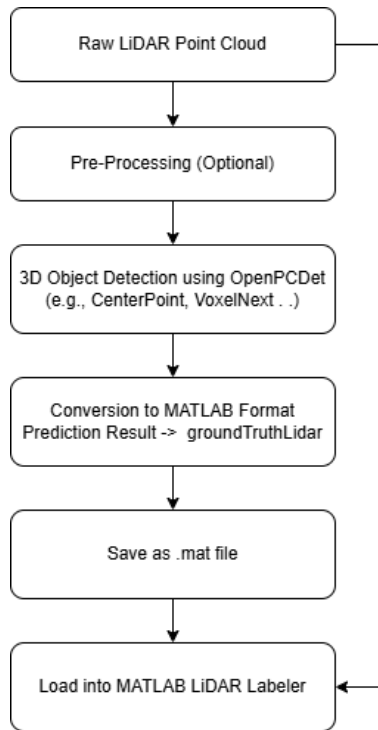 Raw LiDAR Point Cloud
Pre-Processing (Optional)
3D Object Detection using OpenPCDet
(e.g., CenterPoint, VoxelNext . .)
Conversion to MATLAB Format
Prediction Result -> groundTruthLidar
Save as .mat file
Load into MATLAB LiDAR Labeler